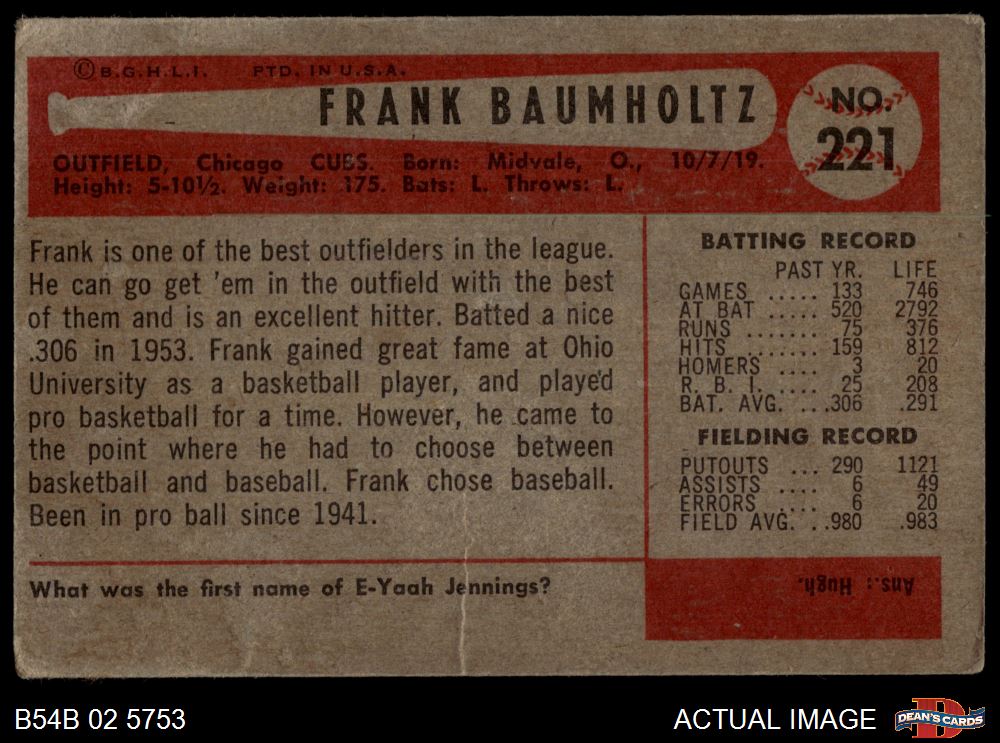 © B.G.H.L.I. PTD. IN U.S.A.
FRANK BAUMHOLTZ
NO.
221
OUTFIELD, Chicago CUBS. Born: Midvale, O., 10/7/19.
Height: 5-10½. Weight: 175. Bats: L. Throws: L.
Frank is one of the best outfielders in the league.
He can go get 'em in the outfield with the best
of them and is an excellent hitter. Batted a nice
.306 in 1953. Frank gained great fame at Ohio
University as a basketball player, and played
pro basketball for a time. However, he came to
the point where he had to choose between
basketball and baseball. Frank chose baseball.
Been in pro ball since 1941.
BATTING RECORD
PAST YR. LIFE
GAMES ..... 133 746
AT BAT ..... 520 2792
RUNS ....... 75 376
HITS ....... 159 812
HOMERS .... 3 20
R. B. I. .... 25 208
BAT. AVG. ...306 .291
FIELDING RECORD
PUTOUTS ... 290 1121
ASSISTS .... 6 49
ERRORS .... 6 20
FIELD AVG. ..980 .983
What was the first name of E-Yaah Jennings?
Ans.: Hugh.
B54B 02 5753
ACTUAL IMAGE
DEAN'S CARDS